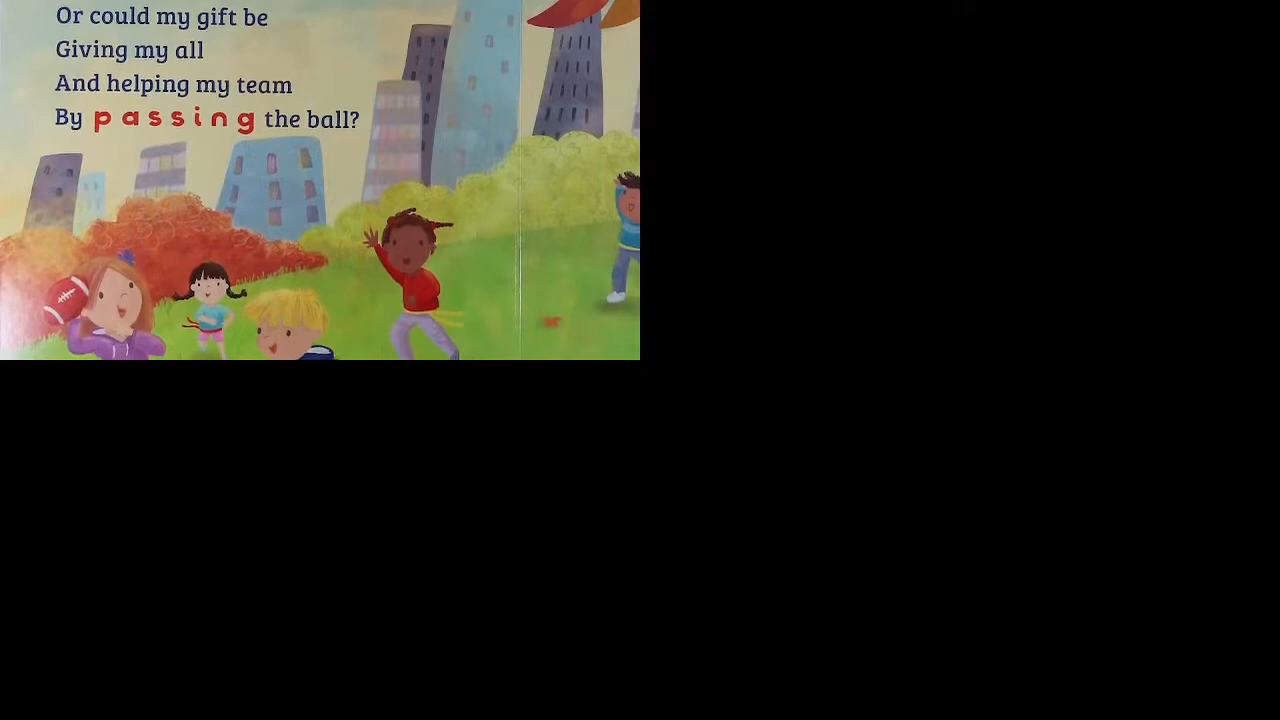 Or could my gift be
Giving my all
And helping my team
By passing the ball?